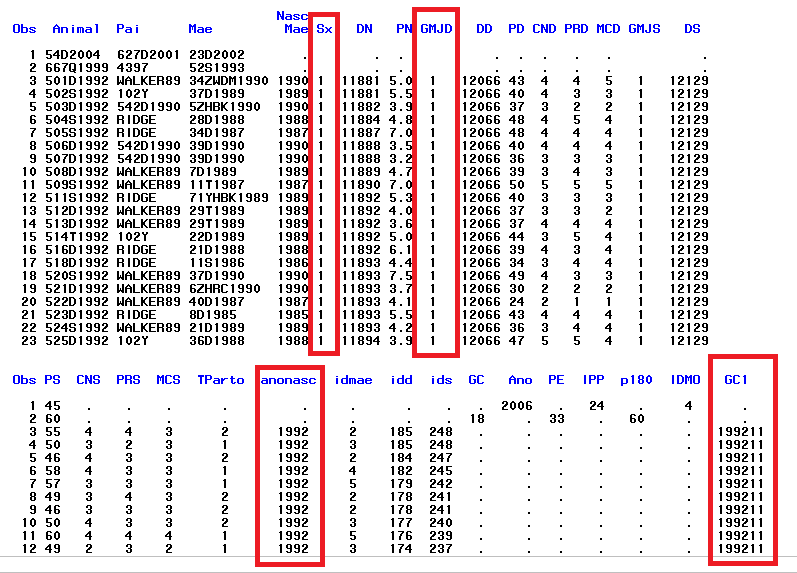 Nasc
Obs Animal Pai Mae Mae Sx DN PN GMJD DD PD CND PRD MCD GMJS DS
1 54D2004 627D2001 23D2002 . . . . . . . . . . . .
2 667Q1999 4397 52S1993 . . . . . . . . . . . .
3 501D1992 WALKER89 34ZWDM1990 1990 1 11881 5.0 1 12066 43 4 4 5 1 12129
4 502S1992 102Y 37D1989 1989 1 11881 5.5 1 12066 40 4 3 3 1 12129
5 503D1992 542D1990 5ZHBK1990 1990 1 11882 3.9 1 12066 37 3 2 2 1 12129
6 504S1992 RIDGE 28D1988 1988 1 11884 4.8 1 12066 48 4 5 4 1 12129
7 505S1992 RIDGE 34D1987 1987 1 11887 7.0 1 12066 48 4 4 4 1 12129
8 506D1992 542D1990 39D1990 1990 1 11888 3.5 1 12066 40 4 4 4 1 12129
9 507D1992 542D1990 39D1990 1990 1 11888 3.2 1 12066 36 3 3 3 1 12129
10 508D1992 WALKER89 7D1989 1989 1 11889 4.7 1 12066 39 3 4 3 1 12129
11 509S1992 WALKER89 11T1987 1987 1 11890 7.0 1 12066 50 5 5 5 1 12129
12 511S1992 RIDGE 71YHBK1989 1989 1 11892 5.3 1 12066 40 3 3 3 1 12129
13 512D1992 WALKER89 29T1989 1989 1 11892 4.0 1 12066 37 3 3 2 1 12129
14 513D1992 WALKER89 29T1989 1989 1 11892 3.6 1 12066 37 4 4 4 1 12129
15 514T1992 102Y 22D1989 1989 1 11892 5.0 1 12066 44 3 5 4 1 12129
16 516D1992 RIDGE 21D1988 1988 1 11892 6.1 1 12066 39 4 3 4 1 12129
17 518D1992 RIDGE 11S1986 1986 1 11893 4.4 1 12066 34 3 4 4 1 12129
18 520S1992 WALKER89 37D1990 1990 1 11893 7.5 1 12066 49 4 3 3 1 12129
19 521D1992 WALKER89 6ZHRC1990 1990 1 11893 3.7 1 12066 30 2 2 2 1 12129
20 522D1992 WALKER89 40D1987 1987 1 11893 4.1 1 12066 24 2 1 1 1 12129
21 523D1992 RIDGE 8D1985 1985 1 11893 5.5 1 12066 43 4 4 4 1 12129
22 524S1992 WALKER89 21D1989 1989 1 11893 4.2 1 12066 36 3 4 4 1 12129
23 525D1992 102Y 36D1988 1988 1 11894 3.9 1 12066 47 5 5 4 1 12129
Obs PS CNS PRS MCS TParto anonasc idmae idd ids GC Ano PE IPP p180 IDMO GC1
1 45 . . . . . . . . . 2006 . 24 . 4 .
2 60 . . . . . . . . 18 . 33 . 60 . .
3 55 4 4 3 2 1992 2 185 248 . . . . . . 199211
4 50 3 2 3 1 1992 3 185 248 . . . . . . 199211
5 46 4 3 3 2 1992 2 184 247 . . . . . . 199211
6 58 4 3 3 1 1992 4 182 245 . . . . . . 199211
7 57 3 3 3 1 1992 5 179 242 . . . . . . 199211
8 49 3 4 3 2 1992 2 178 241 . . . . . . 199211
9 46 3 3 3 2 1992 2 178 241 . . . . . . 199211
10 50 4 3 3 2 1992 3 177 240 . . . . . . 199211
11 60 4 4 4 1 1992 5 176 239 . . . . . . 199211
12 49 2 3 2 1 1992 3 174 237 . . . . . . 199211